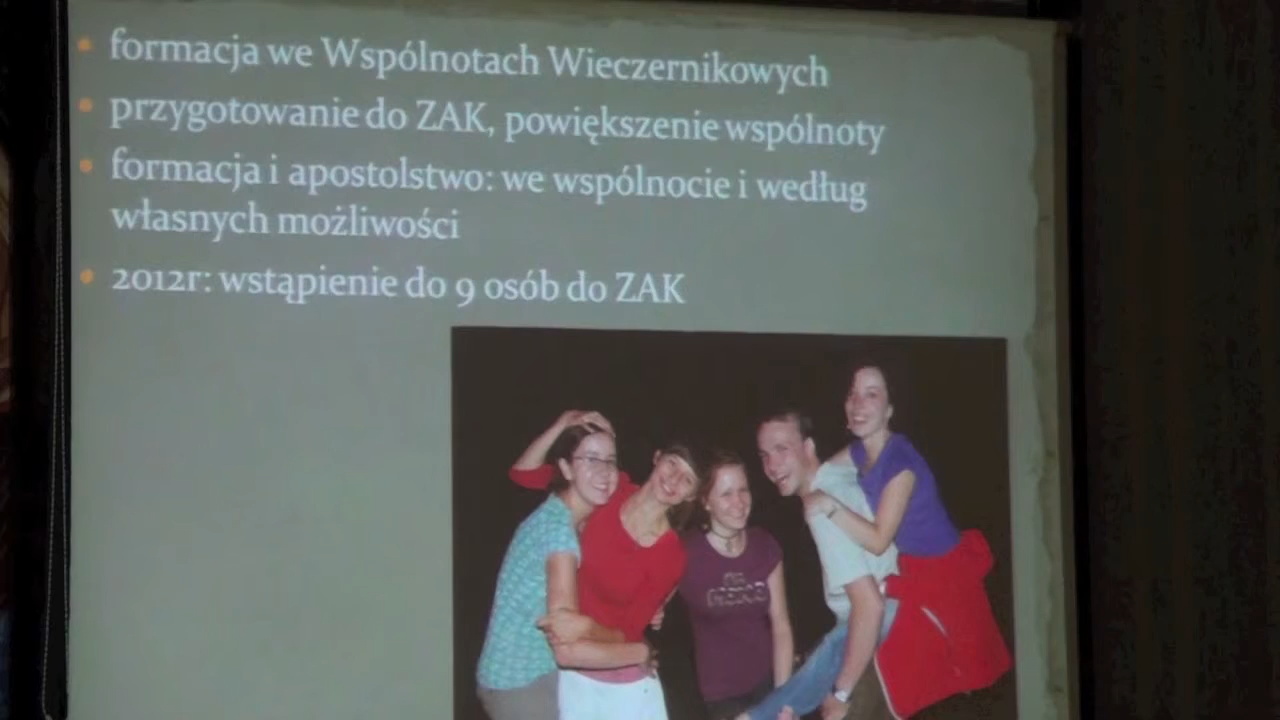 • formacja we Wspólnotach Wieczernikowych
• przygotowanie do ZAK, powiększenie wspólnoty
• formacja i apostolstwo: we wspólnocie i według
własnych możliwości
• 2012r: wstąpienie do 9 osób do ZAK